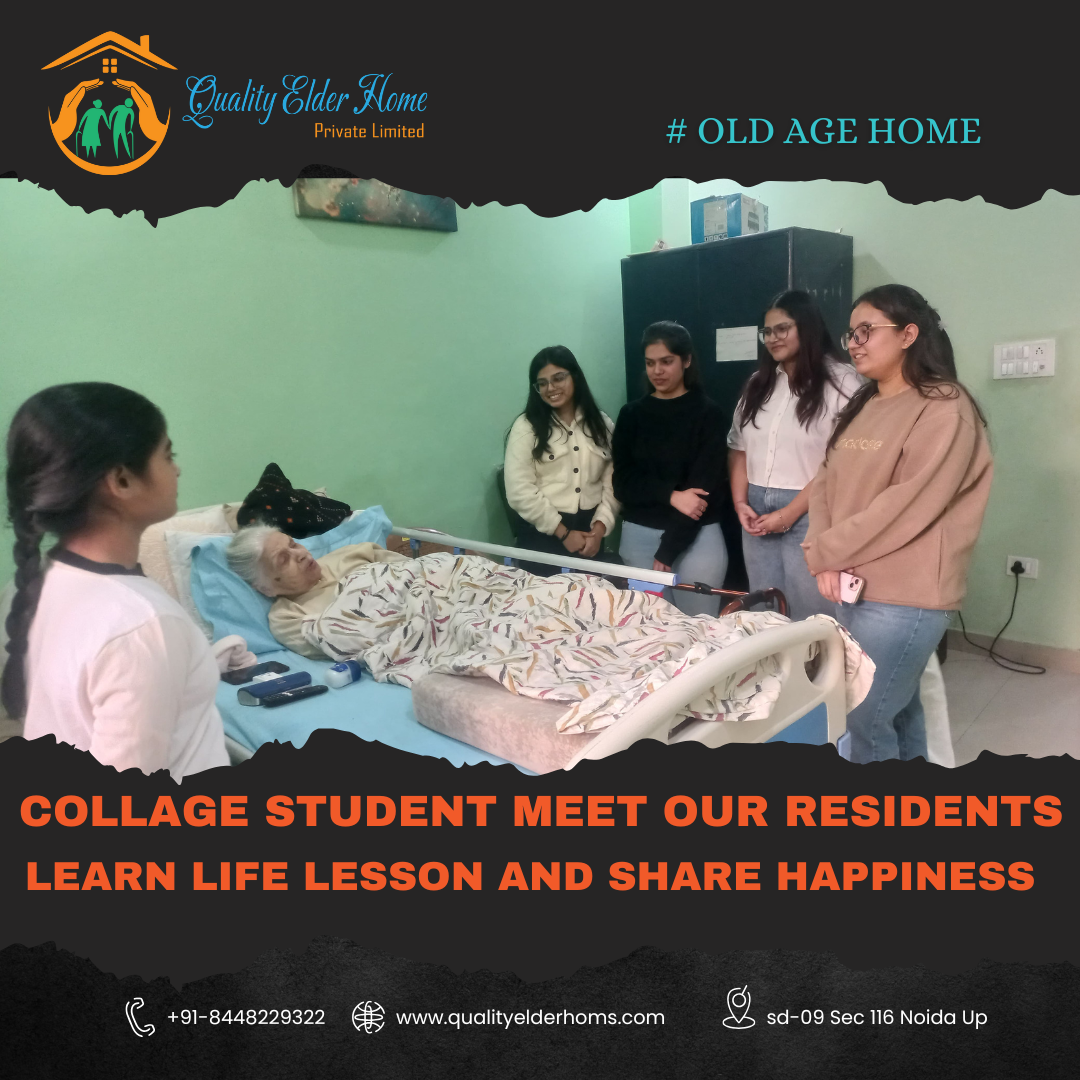 Quality Elder Home
Private Limited
# OLD AGE HOME
COLLAGE STUDENT MEET OUR RESIDENTS
LEARN LIFE LESSON AND SHARE HAPPINESS
+91-8448229322
www.qualityelderhoms.com
sd-09 Sec 116 Noida Up